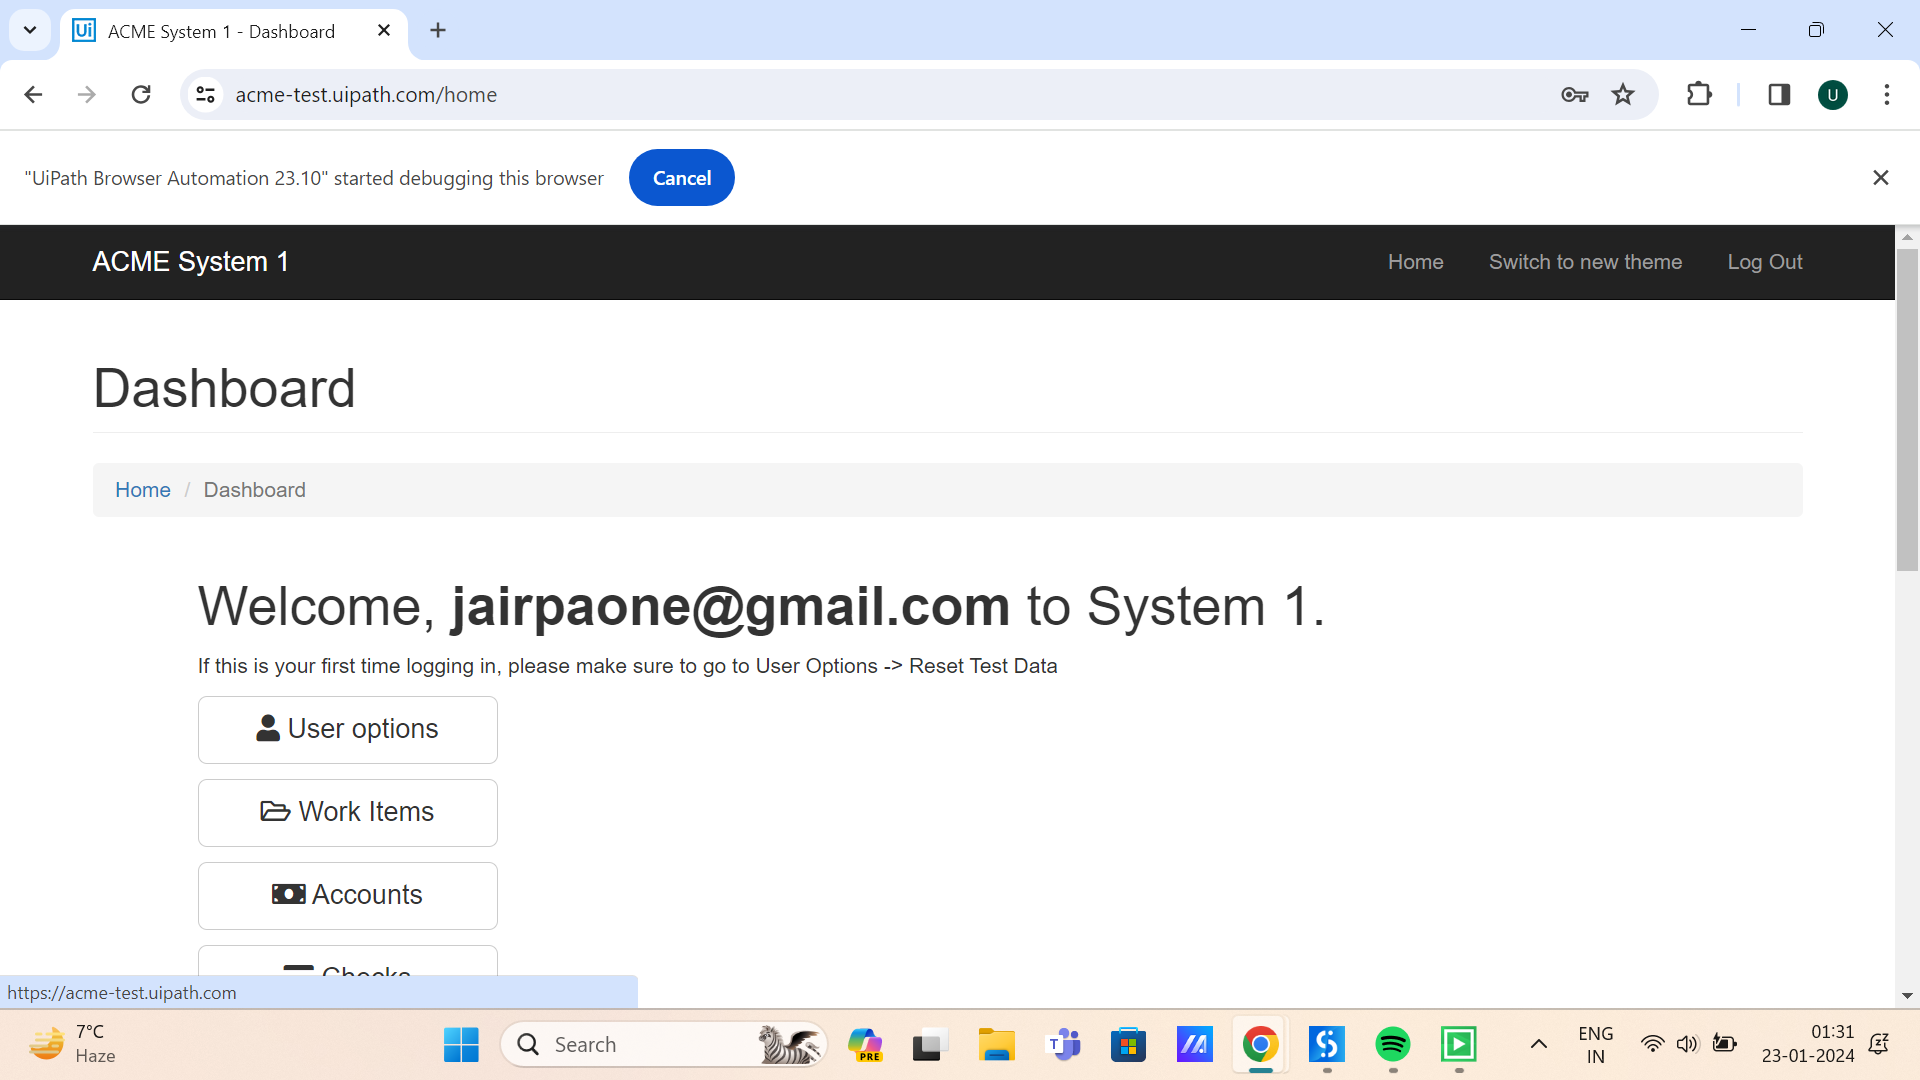 ACME System 1 - Dashboard
acme-test.uipath.com/home
U
"UiPath Browser Automation 23.10" started debugging this browser
Cancel
ACME System 1
Home
Switch to new theme
Log Out
Dashboard
Home / Dashboard
Welcome, jairpaone@gmail.com to System 1.
If this is your first time logging in, please make sure to go to User Options -> Reset Test Data
User options
Work Items
Accounts
Checks
https://acme-test.uipath.com
7°C
Haze
Search
PRE
ENG
IN
01:31
23-01-2024